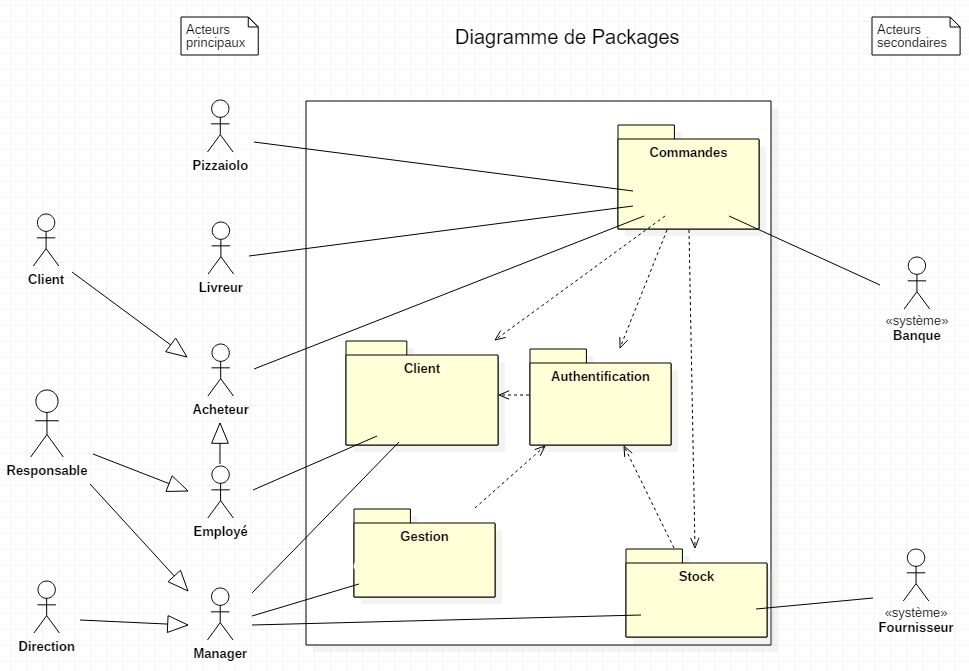 Acteurs
principaux
Diagramme de Packages
Acteurs
secondaires
Pizzaiolo
Commandes
Client
Livreur
«système»
Banque
Client
Authentification
Acheteur
Responsable
Employé
Gestion
Stock
«système»
Fournisseur
Direction
Manager